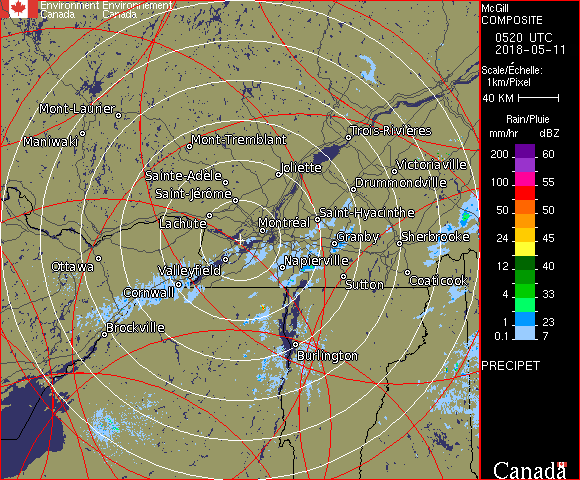 Environment Environnement
Canada Canada
McGill
COMPOSITE
0520 UTC
2018-05-11
Scale/Échelle:
1km/Pixel
40 KM
Rain/Pluie
mm/hr dBZ
200 60
100 55
50 50
24 45
12 40
4 33
1 23
0.1 7
PRECIPET
Canada
Mont-Laurier
Maniwaki
Mont-Tremblant
Trois-Rivières
Sainte-Adèle
Joliette
Victoriaville
Saint-Jérôme
Drummondville
Lachute
Montréal
Saint-Hyacinthe
Granby
Sherbrooke
Ottawa
Valleyfield
Napierville
Cornwall
Sutton
Coaticook
Brockville
Burlington